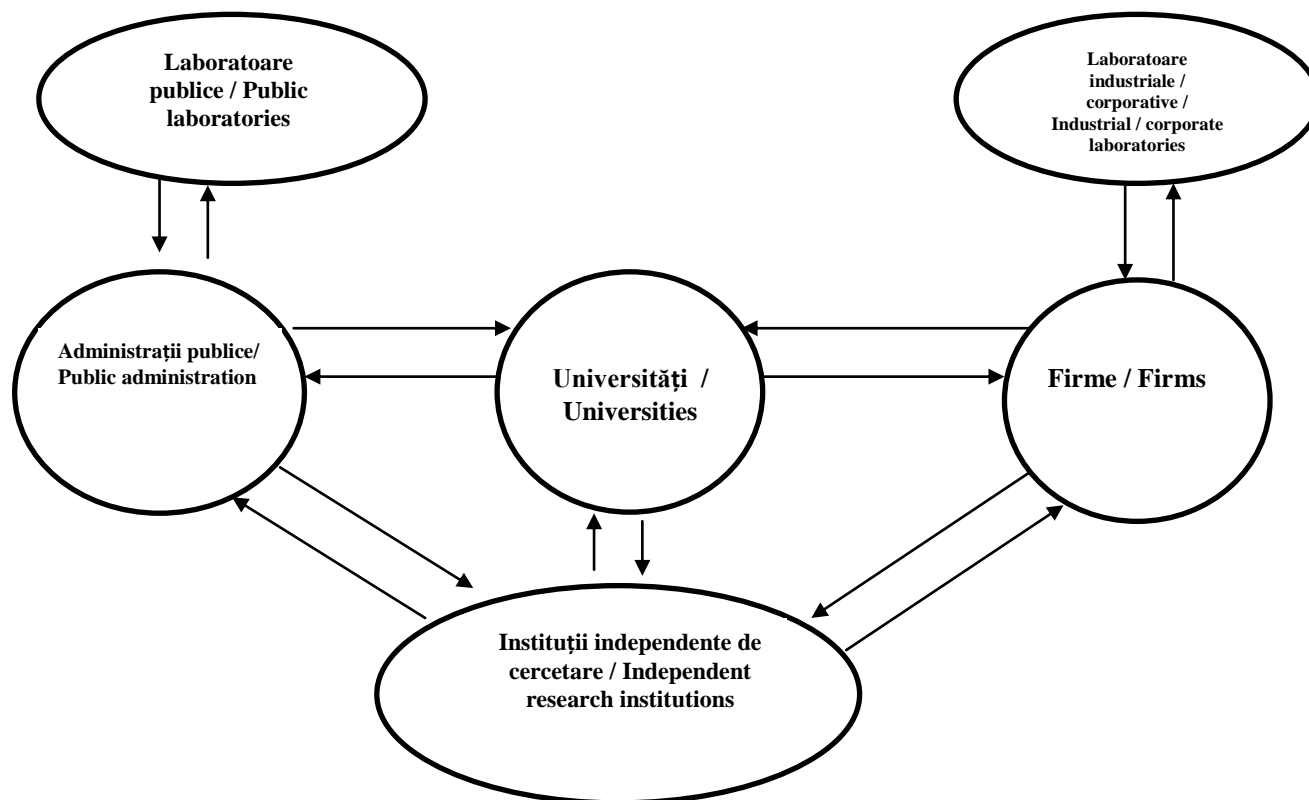 Laboratoare
publice / Public
laboratories
Laboratoare
industriale /
corporative /
Industrial / corporate
laboratories
Administrații publice/
Public administration
Universități /
Universities
Firme / Firms
Instituții independente de
cercetare / Independent
research institutions